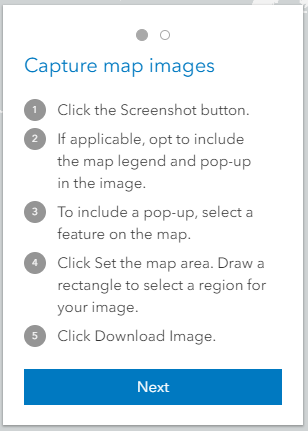 Capture map images
1 Click the Screenshot button.
2 If applicable, opt to include
the map legend and pop-up
in the image.
3 To include a pop-up, select a
feature on the map.
4 Click Set the map area. Draw a
rectangle to select a region for
your image.
5 Click Download Image.
Next